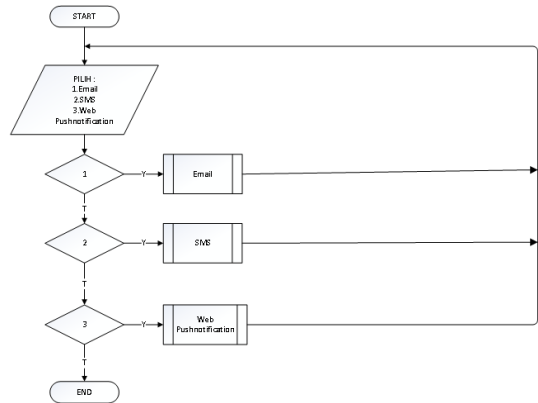 START
PILIH :
1.Email
2.SMS
3.Web
Pushnotification
1
Y
Email
T
2
Y
SMS
T
3
Y
Web
Pushnotification
T
END